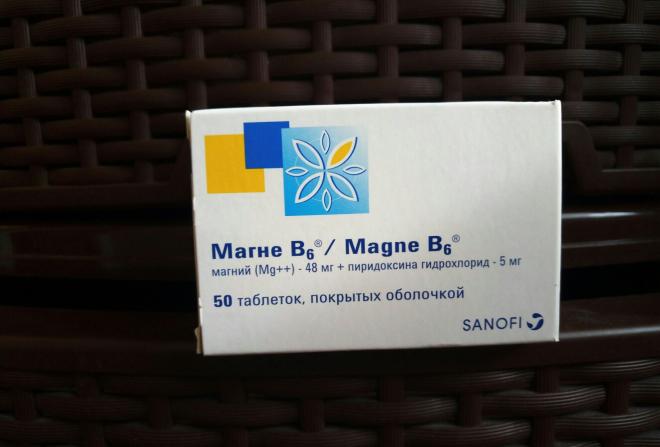 Магне B6® / Magne B6®
магний (Mg++) - 48 мг + пиридоксина гидрохлорид - 5 мг
50 таблеток, покрытых оболочкой
SANOFI